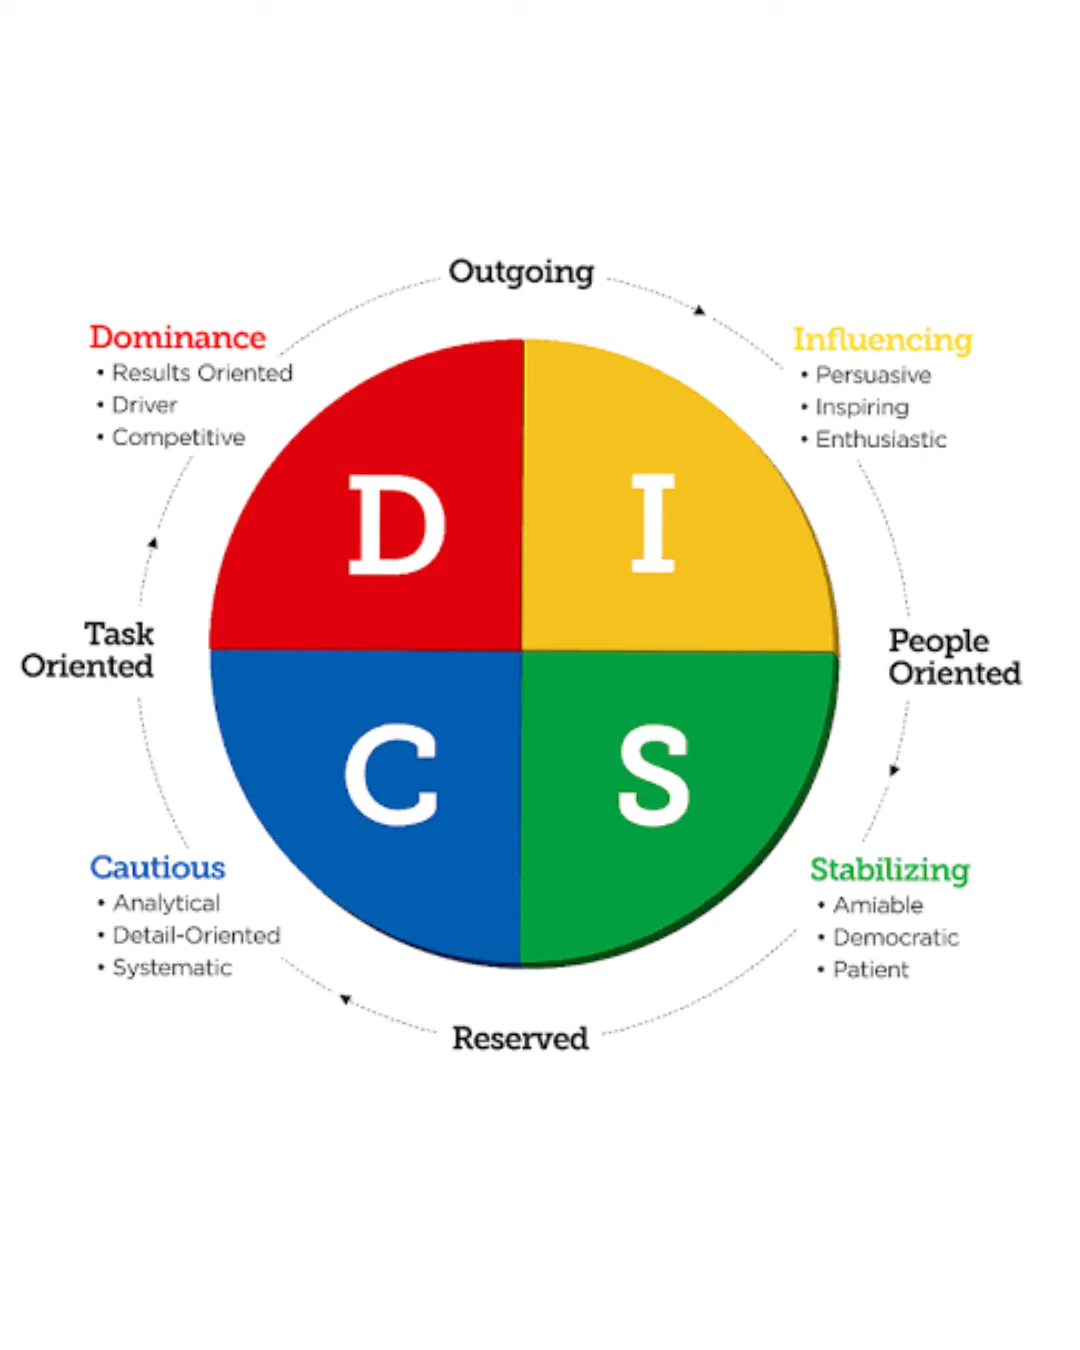 Outgoing
Dominance
• Results Oriented
• Driver
• Competitive
Influencing
• Persuasive
• Inspiring
• Enthusiastic
D
I
Task
Oriented
People
Oriented
C
S
Cautious
• Analytical
• Detail-Oriented
• Systematic
Stabilizing
• Amiable
• Democratic
• Patient
Reserved